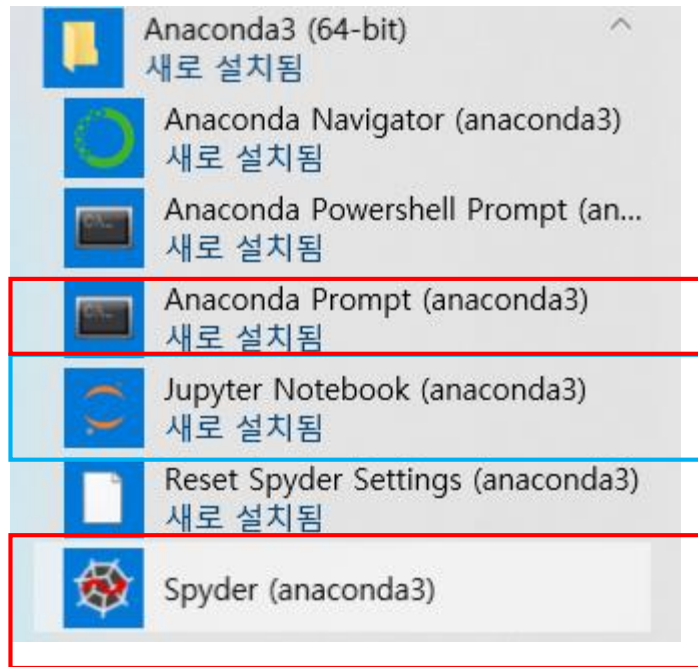 Anaconda3 (64-bit)
새로 설치됨
Anaconda Navigator (anaconda3)
새로 설치됨
Anaconda Powershell Prompt (an...
새로 설치됨
Anaconda Prompt (anaconda3)
새로 설치됨
Jupyter Notebook (anaconda3)
새로 설치됨
Reset Spyder Settings (anaconda3)
새로 설치됨
Spyder (anaconda3)